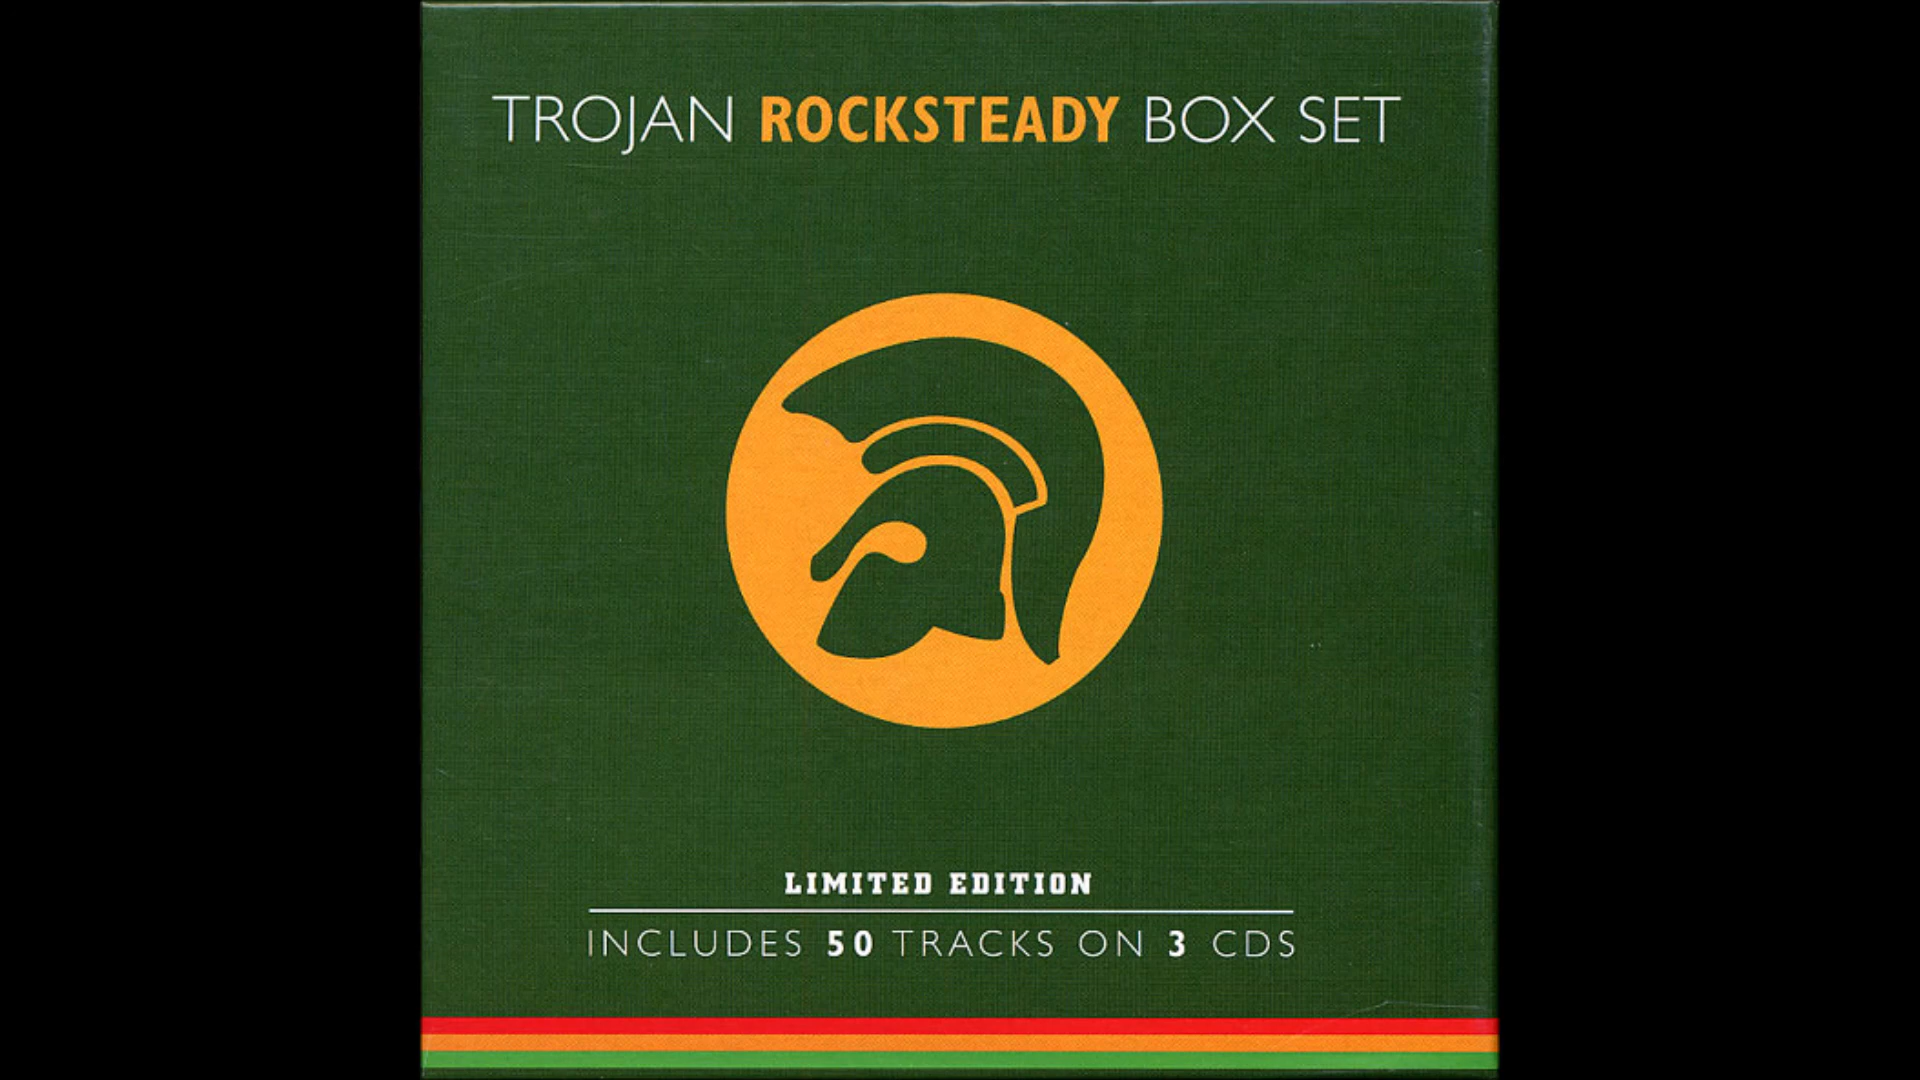 TROJAN ROCKSTEADY BOX SET
LIMITED EDITION
INCLUDES 50 TRACKS ON 3 CDS